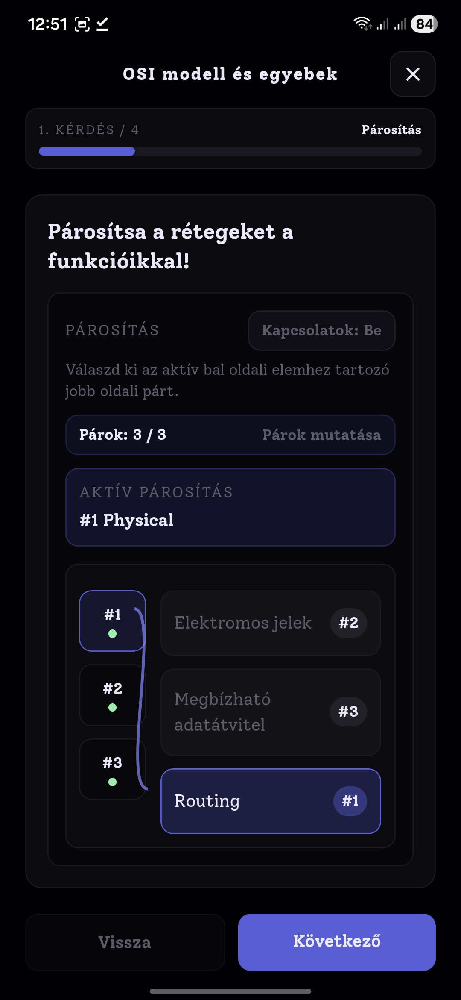 12:51
84
OSI modell és egyebek
1. KÉRDÉS / 4
Párosítás
Párosítsa a rétegeket a
funkcióikkal!
PÁROSÍTÁS
Kapcsolatok: Be
Válaszd ki az aktív bal oldali elemhez tartozó
jobb oldali párt.
Párok: 3 / 3
Párok mutatása
AKTÍV PÁROSÍTÁS
#1 Physical
#1
Elektromos jelek
#2
#2
Megbízható
adatátvitel
#3
#3
Routing
#1
Vissza
Következő